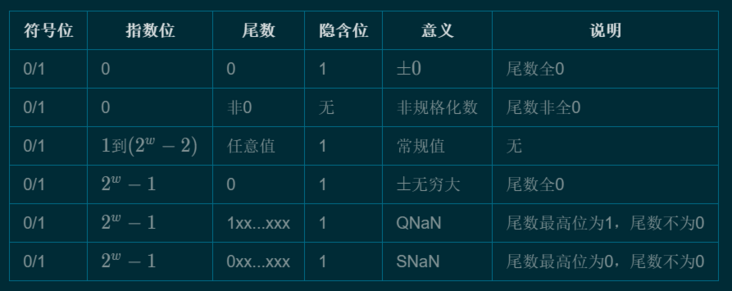 符号位 指数位 尾数 隐含位 意义 说明
0/1 0 0 1 ±0 尾数全0
0/1 0 非0 无 非规格化数 尾数非全0
0/1 1到(2^w − 2) 任意值 1 常规值 无
0/1 2^w − 1 0 1 ±无穷大 尾数全0
0/1 2^w − 1 1xx...xxx 1 QNaN 尾数最高位为1，尾数不为0
0/1 2^w − 1 0xx...xxx 1 SNaN 尾数最高位为0，尾数不为0